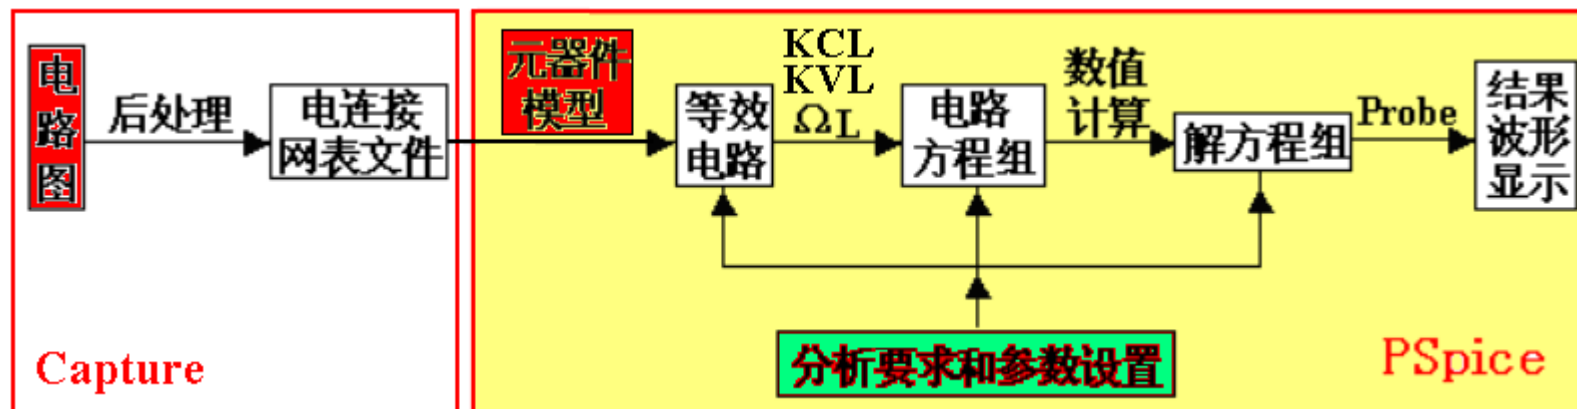 电
路
图
后处理
电连接
网表文件
Capture
元器件
模型
等效
电路
KCL
KVL
ΩL
电路
方程组
数值
计算
解方程组
Probe
结果
波形
显示
分析要求和参数设置
PSpice